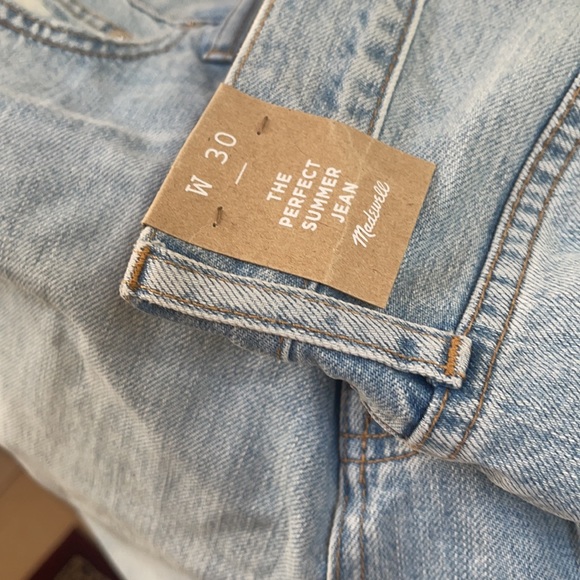 W 30
THE
PERFECT
SUMMER
JEAN
Madewell